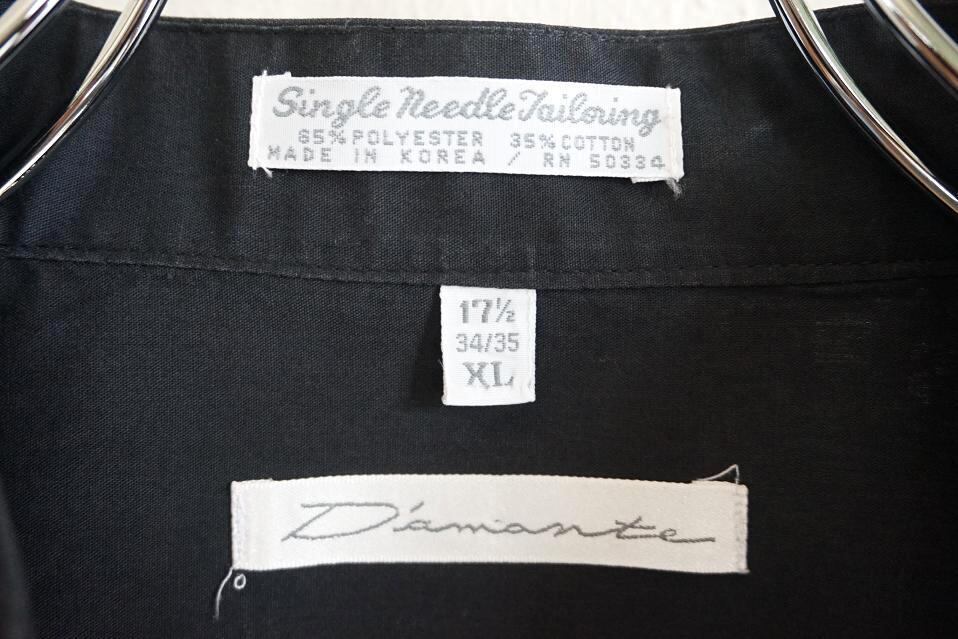 Single Needle Tailoring
65% POLYESTER 35% COTTON
MADE IN KOREA / RN 50334
17½
34/35
XL
D'amante